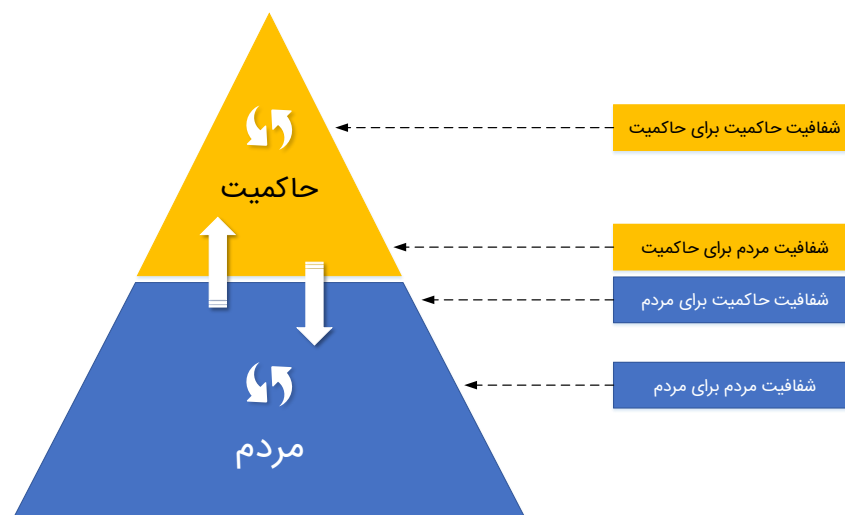 شفافیت حاکمیت برای حاکمیت
حاکمیت
شفافیت مردم برای حاکمیت
شفافیت حاکمیت برای مردم
شفافیت مردم برای مردم
مردم